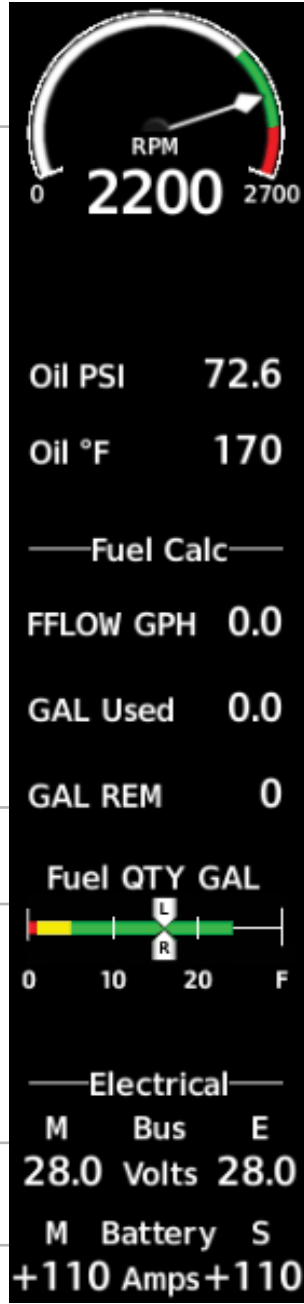 RPM
0 2200 2700
Oil PSI 72.6
Oil °F 170
Fuel Calc
FFLOW GPH 0.0
GAL Used 0.0
GAL REM 0
Fuel QTY GAL
L
R
0 10 20 F
Electrical
M Bus E
28.0 Volts 28.0
M Battery S
+110 Amps +110